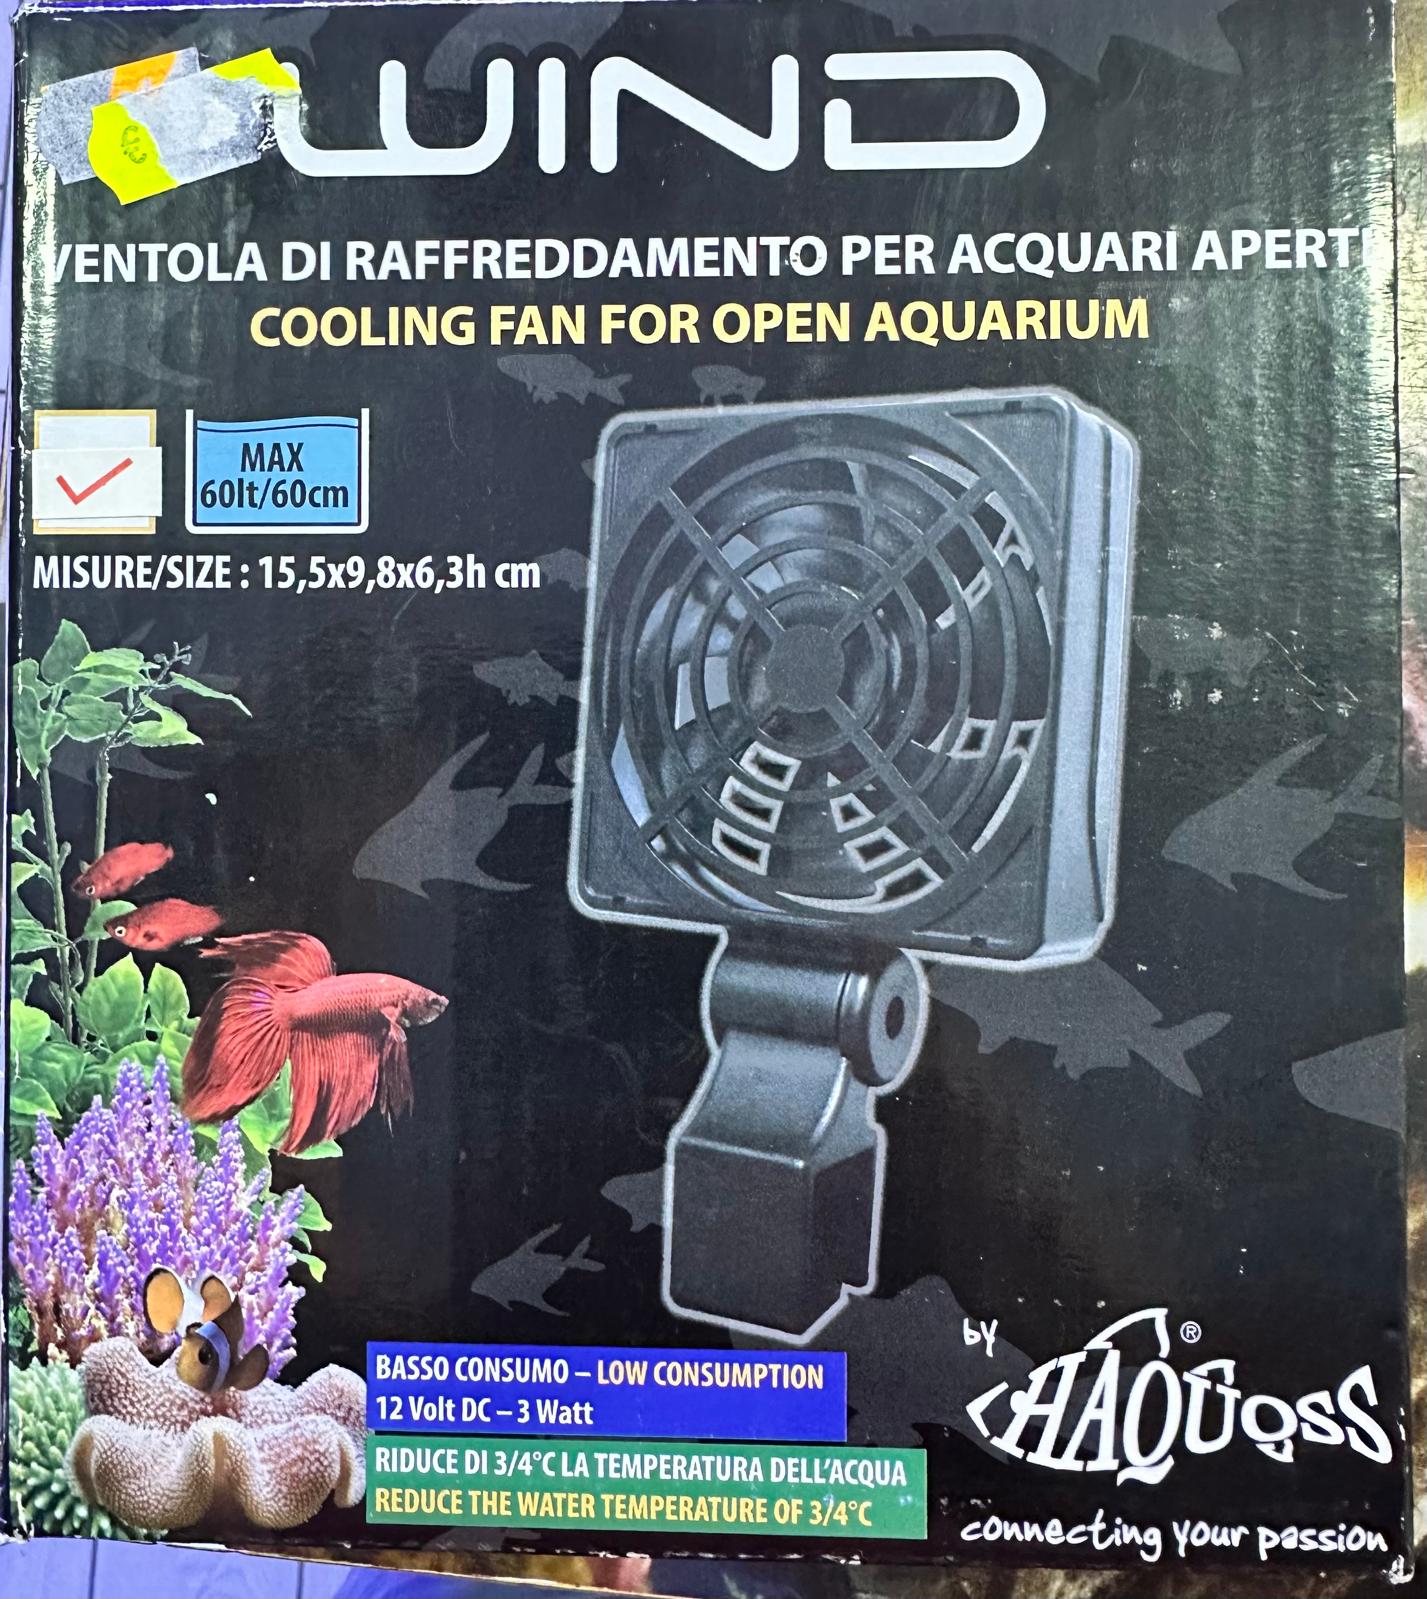 WIND
VENTOLA DI RAFFREDDAMENTO PER ACQUARI APERTI
COOLING FAN FOR OPEN AQUARIUM
MAX
60lt/60cm
MISURE/SIZE : 15,5x9,8x6,3h cm
BASSO CONSUMO – LOW CONSUMPTION
12 Volt DC – 3 Watt
RIDUCE DI 3/4°C LA TEMPERATURA DELL'ACQUA
REDUCE THE WATER TEMPERATURE OF 3/4°C
by
HAQUOSS ®
connecting your passion